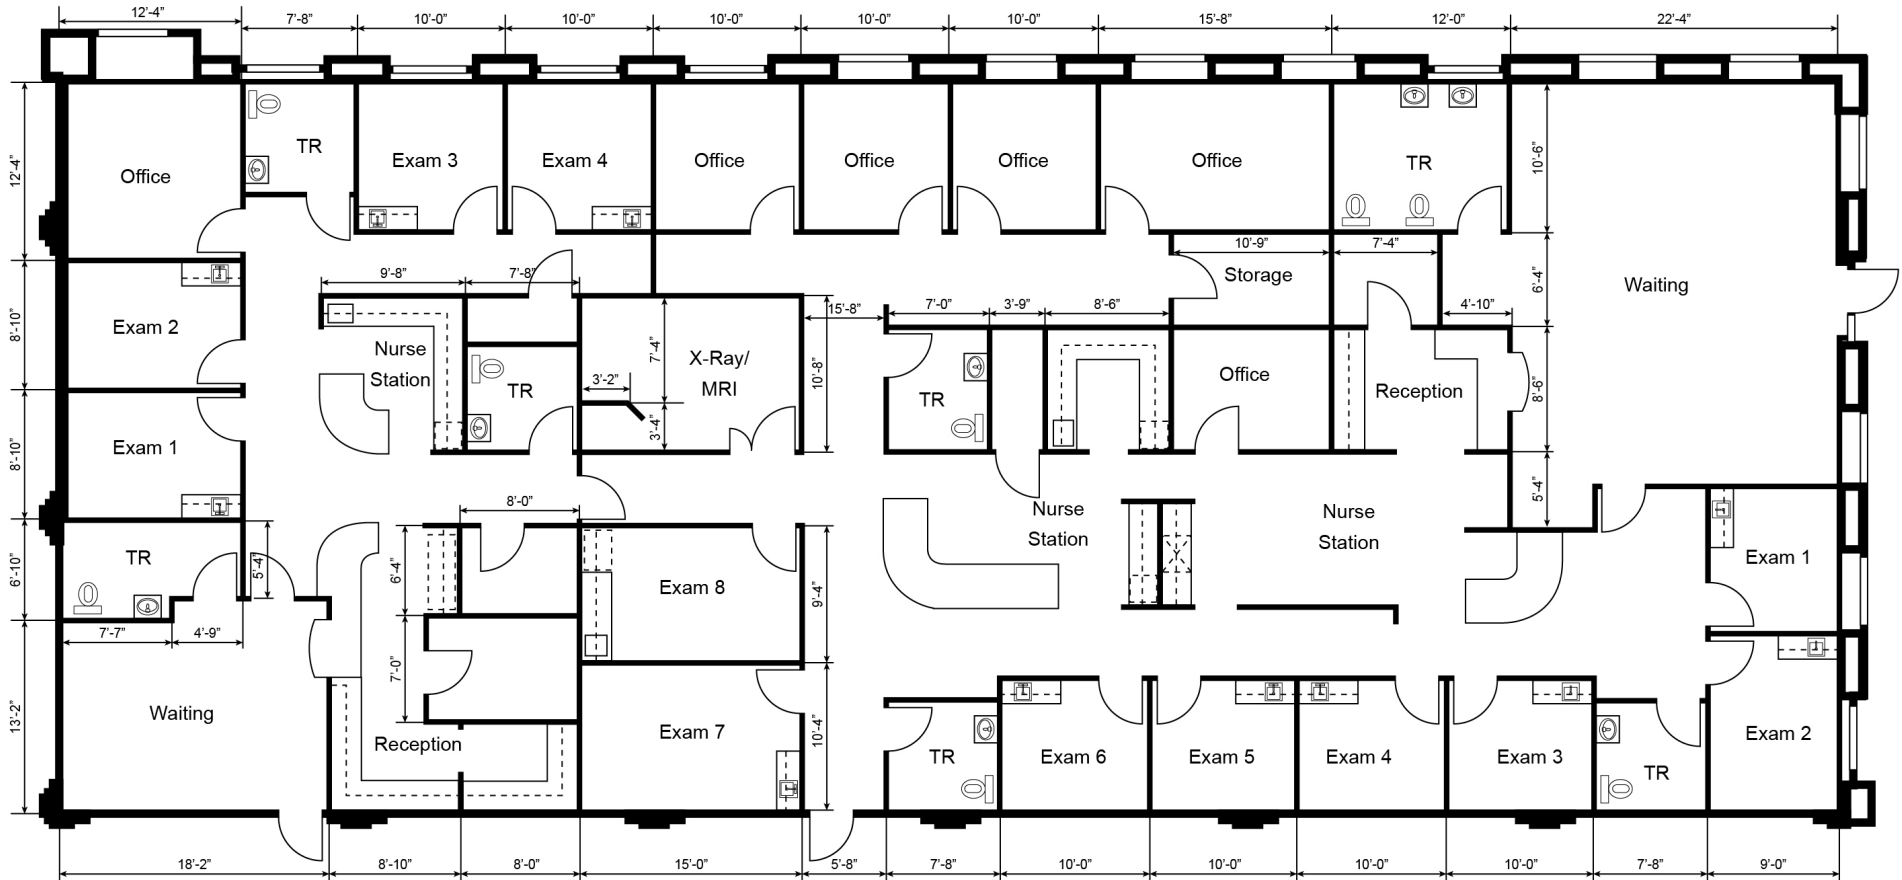 12'-4"
7'-8"
10'-0"
10'-0"
10'-0"
10'-0"
10'-0"
15'-8"
12'-0"
22'-4"
12'-4"
Office
TR
Exam 3
Exam 4
Office
Office
Office
Office
TR
10'-6"
9'-8"
7'-8"
10'-9"
Storage
7'-4"
6'-4"
Waiting
8'-10"
Exam 2
Nurse
Station
7'-4"
X-Ray/
MRI
3'-2"
3'-4"
10'-8"
15'-8"
7'-0"
3'-9"
8'-6"
4'-10"
TR
TR
Office
Reception
8'-6"
8'-10"
Exam 1
8'-0"
Nurse
Station
Nurse
Station
5'-4"
6'-10"
TR
5'-4"
6'-4"
Exam 8
9'-4"
Exam 1
7'-7"
4'-9"
7'-0"
13'-2"
Waiting
Reception
Exam 7
10'-4"
TR
Exam 6
Exam 5
Exam 4
Exam 3
TR
Exam 2
18'-2"
8'-10"
8'-0"
15'-0"
5'-8"
7'-8"
10'-0"
10'-0"
10'-0"
10'-0"
7'-8"
9'-0"